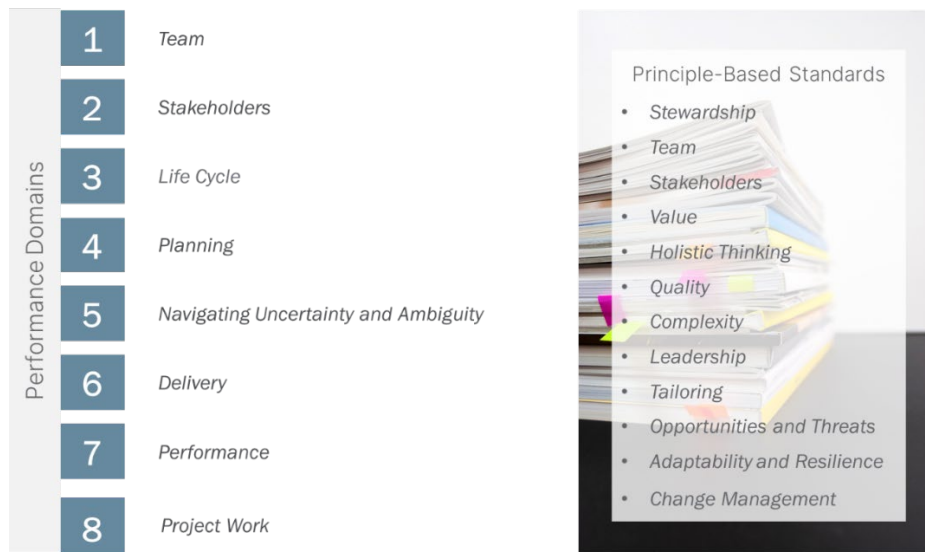 Performance Domains
1 Team
2 Stakeholders
3 Life Cycle
4 Planning
5 Navigating Uncertainty and Ambiguity
6 Delivery
7 Performance
8 Project Work
Principle-Based Standards
• Stewardship
• Team
• Stakeholders
• Value
• Holistic Thinking
• Quality
• Complexity
• Leadership
• Tailoring
• Opportunities and Threats
• Adaptability and Resilience
• Change Management